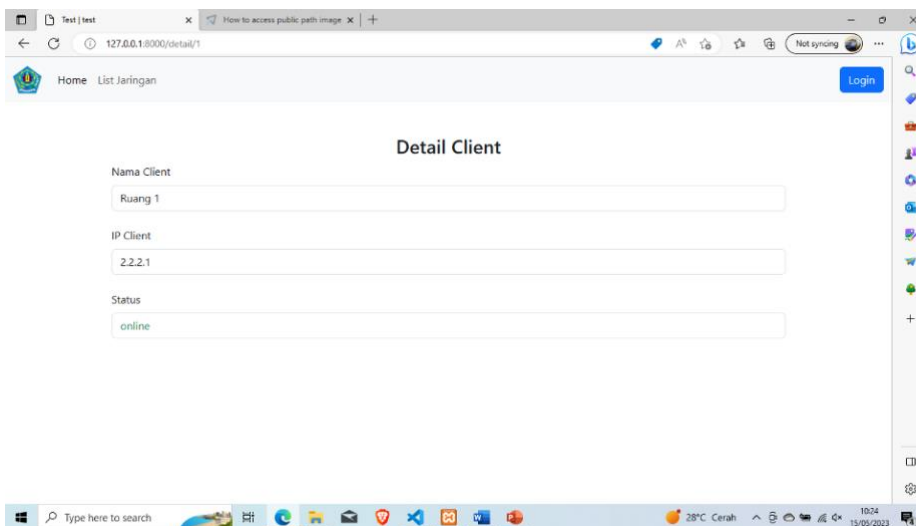 Test | test
How to access public path image
127.0.0.1:8000/detail/1
Not syncing
Home List Jaringan
Login
Detail Client
Nama Client
Ruang 1
IP Client
2.2.2.1
Status
online
Type here to search
28°C Cerah
10:24
15/05/2023